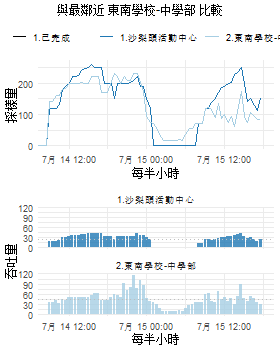 與最鄰近 東南學校-中學部 比較
1.已完成
1.沙梨頭活動中心
2.東南學校-中
採樣量
200
100
0
7月 14 12:00
7月 15 00:00
7月 15 12:00
每半小時
1.沙梨頭活動中心
120
90
60
30
0
2.東南學校-中學部
吞吐量
120
90
60
30
0
7月 14 12:00
7月 15 00:00
7月 15 12:00
每半小時